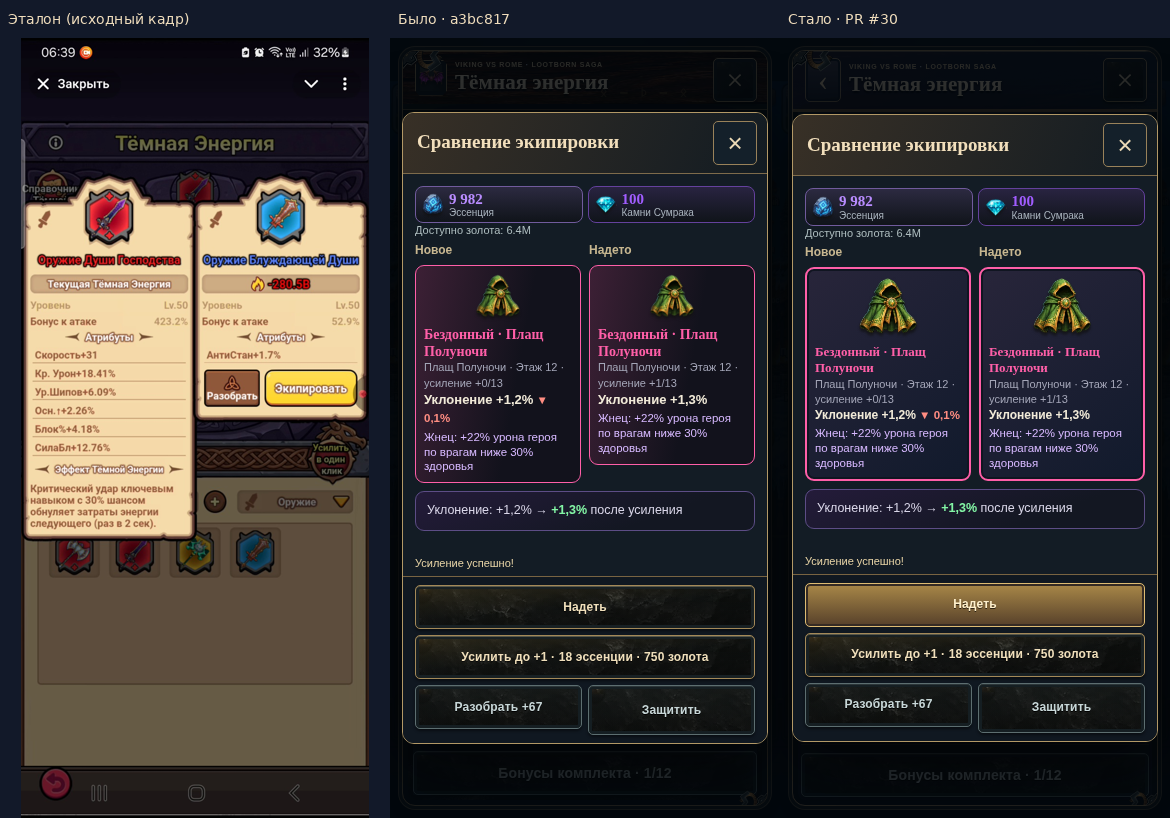 Эталон (исходный кадр)
06:39
Vo) LTE
32%
Закрыть
Тёмная Энергия
Справочник
Оружие Души Господства
Текущая Тёмная Энергия
Уровень
Lv.50
Бонус к атаке
423.2%
Атрибуты
Скорость+31
Кр. Урон+18.41%
Ур.Шипов+6.09%
Осн.↑+2.26%
Блок%+4.18%
СилаБл+12.76%
Эффект Тёмной Энергии
Критический удар ключевым
навыком с 30% шансом
обнуляет затраты энергии
следующего (раз в 2 сек).
Оружие Блуждающей Души
-280.5B
Уровень
Lv.50
Бонус к атаке
52.9%
Атрибуты
АнтиСтан+1.7%
Разобрать
Экипировать
Усилить
в один
клик
Оружие
Было · a3bc817
VIKING VS ROME · LOOTBORN SAGA
Тёмная энергия
Сравнение экипировки
9 982
Эссенция
100
Камни Сумрака
Доступно золота: 6.4M
Новое
Надето
Бездонный · Плащ
Полуночи
Плащ Полуночи · Этаж 12 ·
усиление +0/13
Уклонение +1,2% ▼
0,1%
Жнец: +22% урона героя
по врагам ниже 30%
здоровья
Бездонный · Плащ
Полуночи
Плащ Полуночи · Этаж 12 ·
усиление +1/13
Уклонение +1,3%
Жнец: +22% урона героя
по врагам ниже 30%
здоровья
Уклонение: +1,2% → +1,3% после усиления
Усиление успешно!
Надеть
Усилить до +1 · 18 эссенции · 750 золота
Разобрать +67
Защитить
Бонусы комплекта · 1/12
Стало · PR #30
VIKING VS ROME · LOOTBORN SAGA
Тёмная энергия
Сравнение экипировки
9 982
Эссенция
100
Камни Сумрака
Доступно золота: 6.4M
Новое
Надето
Бездонный · Плащ
Полуночи
Плащ Полуночи · Этаж 12 ·
усиление +0/13
Уклонение +1,2% ▼ 0,1%
Жнец: +22% урона героя
по врагам ниже 30%
здоровья
Бездонный · Плащ
Полуночи
Плащ Полуночи · Этаж 12 ·
усиление +1/13
Уклонение +1,3%
Жнец: +22% урона героя
по врагам ниже 30%
здоровья
Уклонение: +1,2% → +1,3% после усиления
Усиление успешно!
Надеть
Усилить до +1 · 18 эссенции · 750 золота
Разобрать +67
Защитить
Бонусы комплекта · 1/12